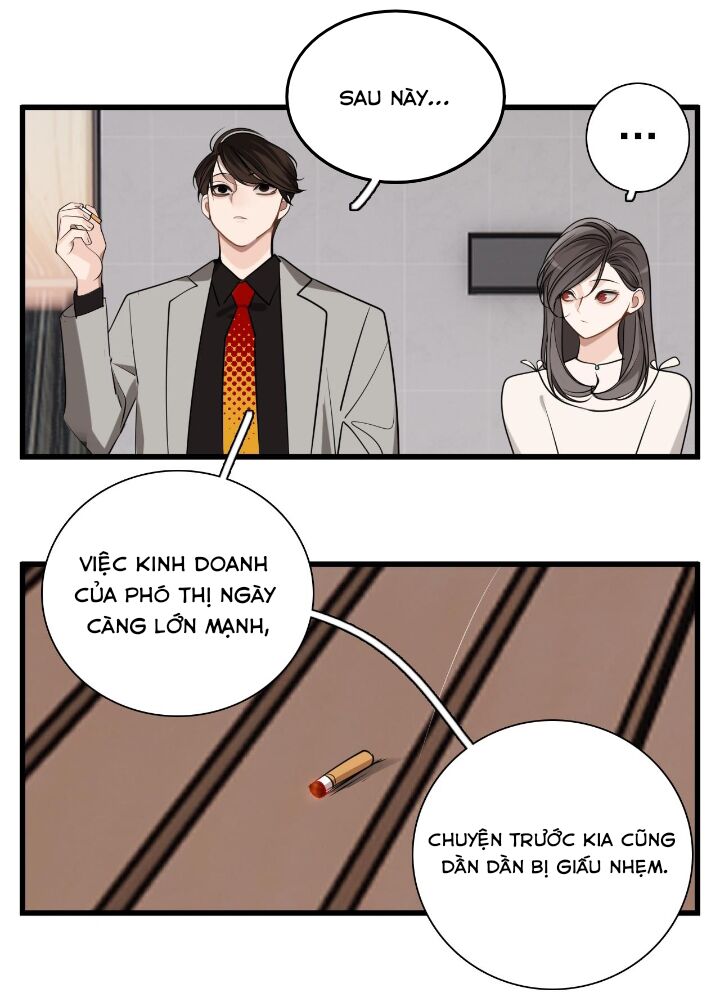 SAU NÀY...
...
VIỆC KINH DOANH
CỦA PHÓ THỊ NGÀY
CÀNG LỚN MẠNH,
CHUYỆN TRƯỚC KIA CŨNG
DẦN DẦN BỊ GIẤU NHẸM.